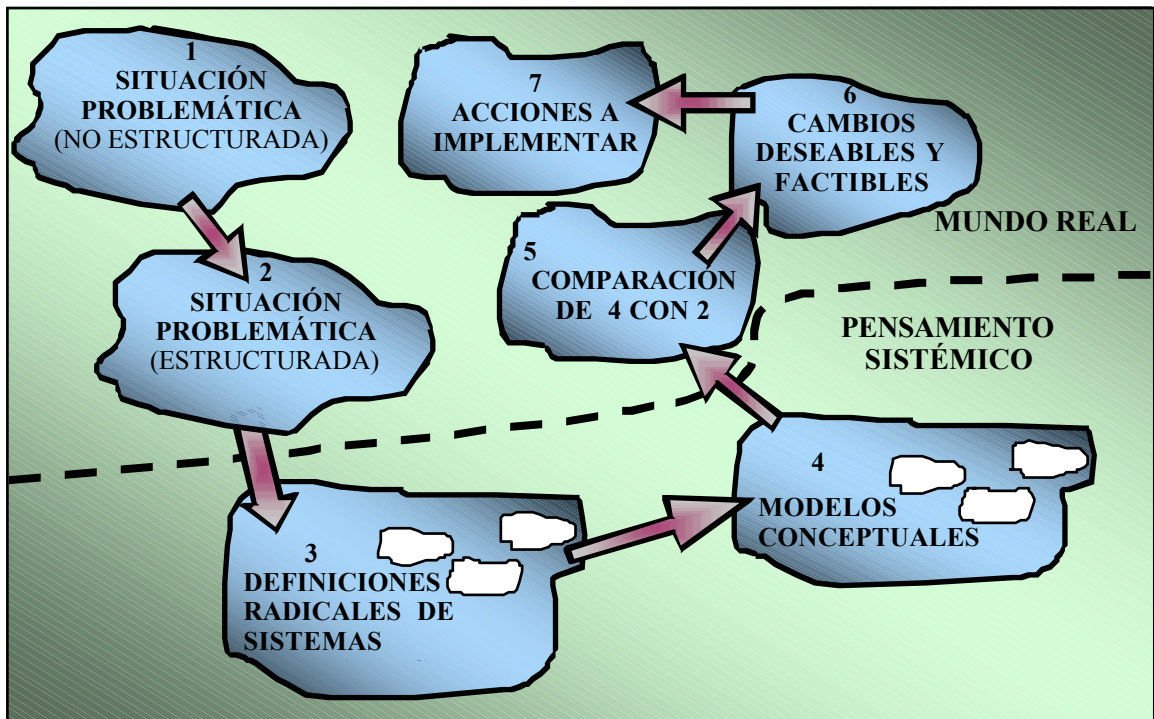 1
SITUACIÓN
PROBLEMÁTICA
(NO ESTRUCTURADA)
2
SITUACIÓN
PROBLEMÁTICA
(ESTRUCTURADA)
3
DEFINICIONES
RADICALES DE
SISTEMAS
4
MODELOS
CONCEPTUALES
5
COMPARACIÓN
DE 4 CON 2
6
CAMBIOS
DESEABLES Y
FACTIBLES
7
ACCIONES A
IMPLEMENTAR
MUNDO REAL
PENSAMIENTO
SISTÉMICO